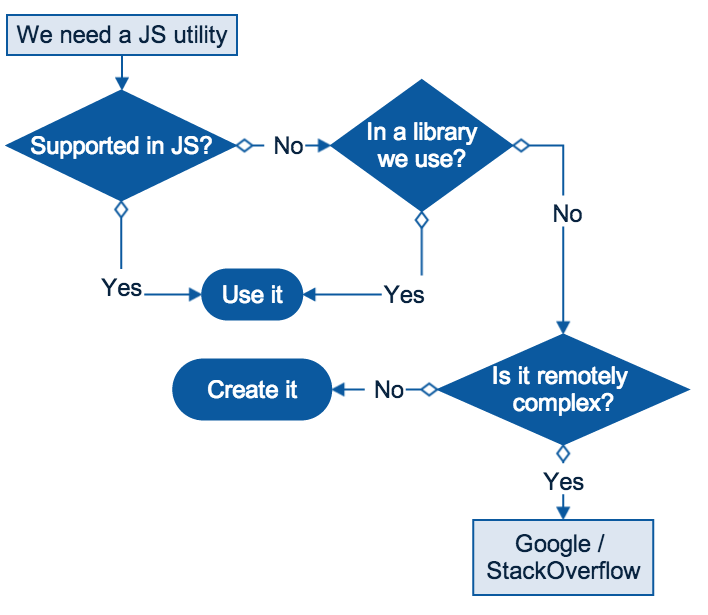 We need a JS utility
Supported in JS?
No
In a library
we use?
No
Yes
Use it
Yes
Is it remotely
complex?
No
Create it
Yes
Google /
StackOverflow